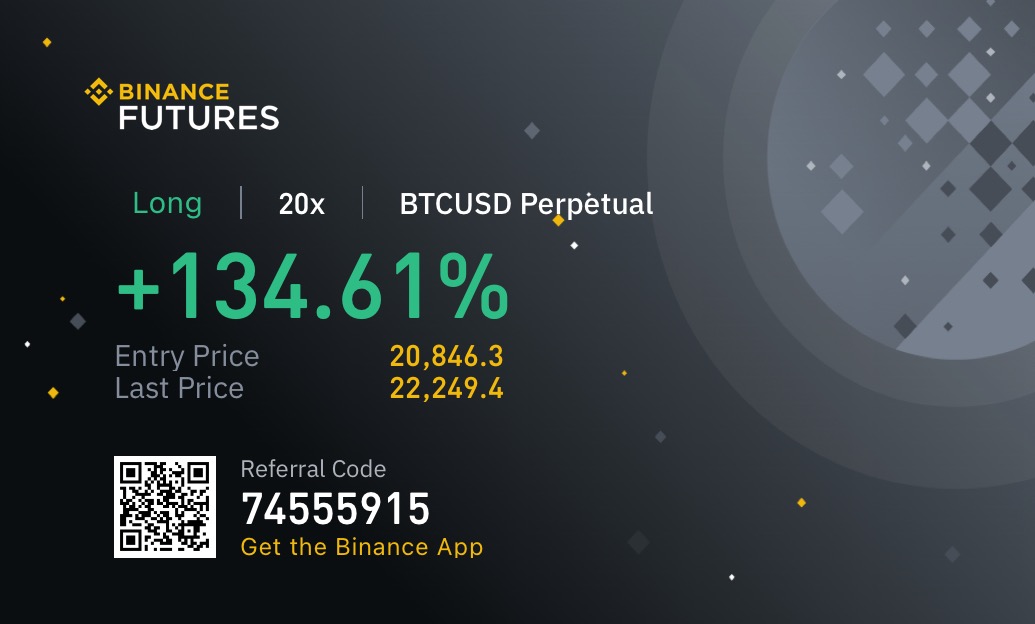 BINANCE
FUTURES
Long | 20x | BTCUSD Perpetual
+134.61%
Entry Price 20,846.3
Last Price 22,249.4
Referral Code
74555915
Get the Binance App